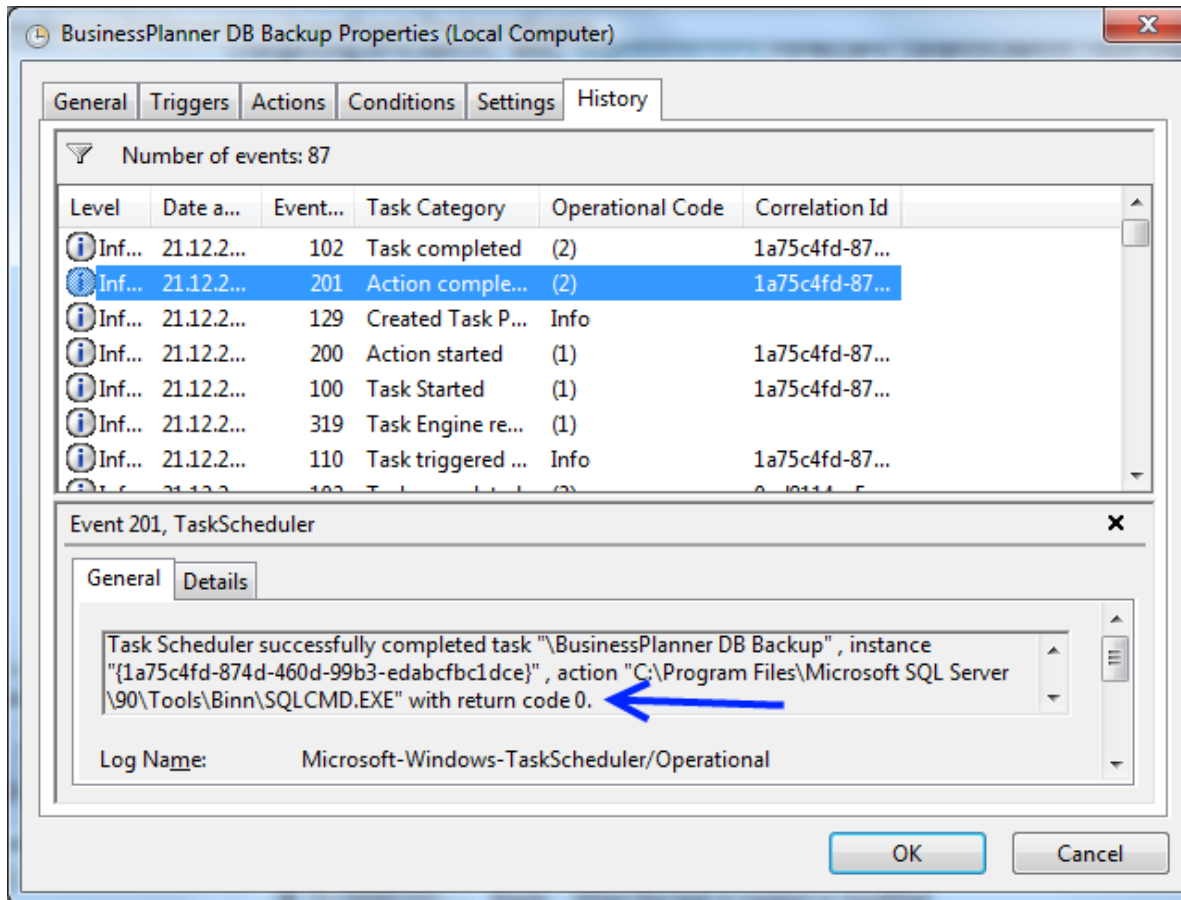 BusinessPlanner DB Backup Properties (Local Computer)
General Triggers Actions Conditions Settings History
Number of events: 87
Level Date a... Event... Task Category Operational Code Correlation Id
Inf... 21.12.2... 102 Task completed (2) 1a75c4fd-87...
Inf... 21.12.2... 201 Action comple... (2) 1a75c4fd-87...
Inf... 21.12.2... 129 Created Task P... Info
Inf... 21.12.2... 200 Action started (1) 1a75c4fd-87...
Inf... 21.12.2... 100 Task Started (1) 1a75c4fd-87...
Inf... 21.12.2... 319 Task Engine re... (1)
Inf... 21.12.2... 110 Task triggered ... Info 1a75c4fd-87...
Event 201, TaskScheduler
General Details
Task Scheduler successfully completed task "\BusinessPlanner DB Backup" , instance
"{1a75c4fd-874d-460d-99b3-edabcfbc1dce}" , action "C:\Program Files\Microsoft SQL Server
\90\Tools\Binn\SQLCMD.EXE" with return code 0.
Log Name: Microsoft-Windows-TaskScheduler/Operational
OK Cancel